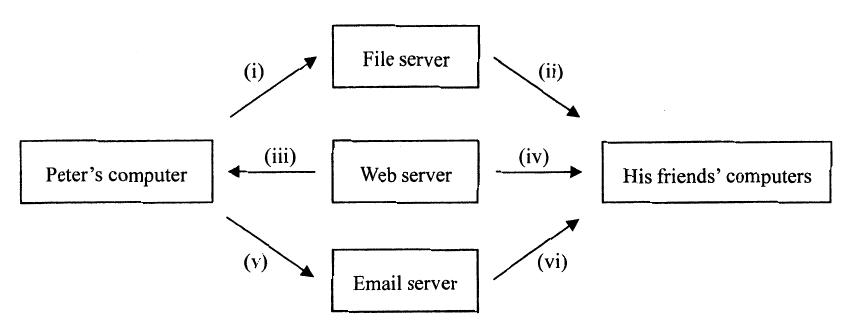 File server
(i)
(ii)
Peter's computer
(iii)
Web server
(iv)
His friends' computers
(v)
Email server
(vi)